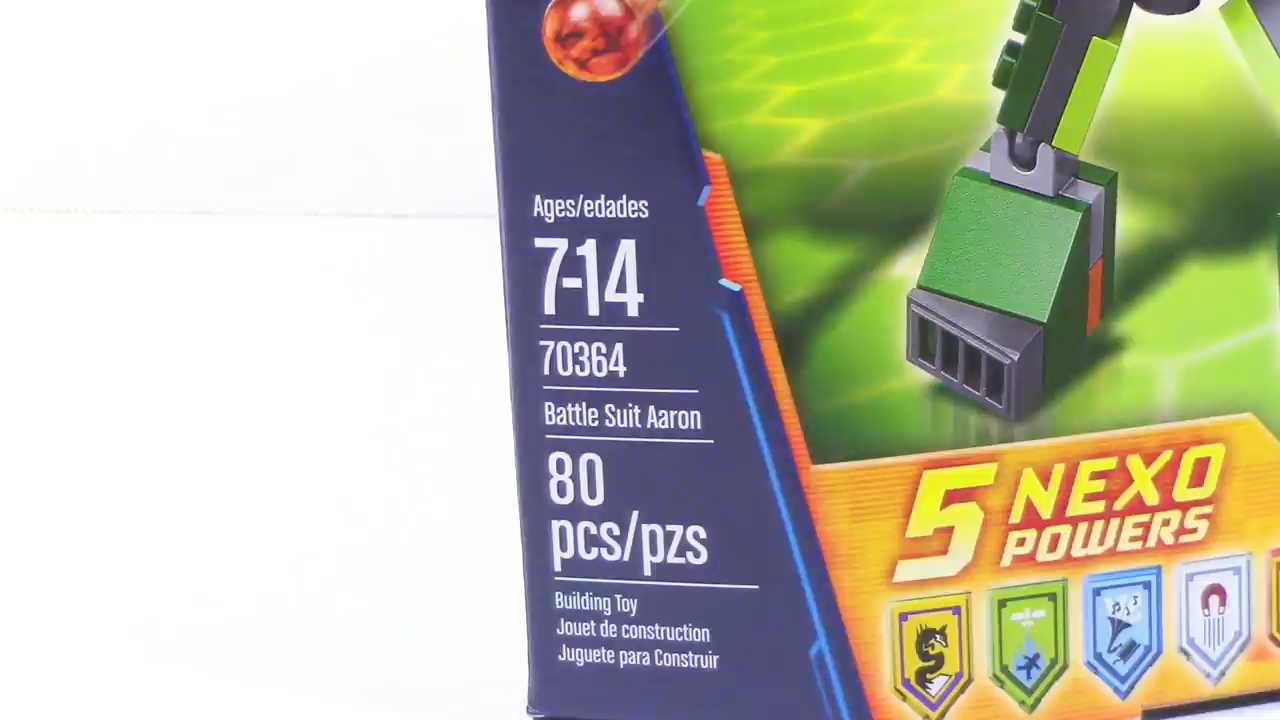 Ages/edades
7-14
70364
Battle Suit Aaron
80
pcs/pzs
Building Toy
Jouet de construction
Juguete para Construir
5 NEXO
POWERS